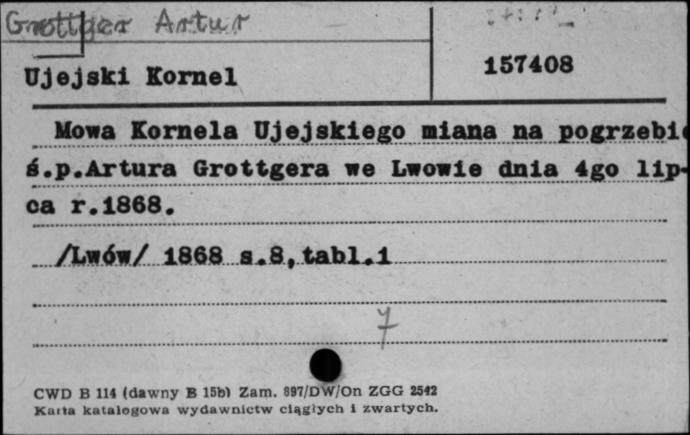 Grottger Artur
Ujejski Kornel
157408
Mowa Kornela Ujejskiego miana na pogrzebie
ś.p.Artura Grottgera we Lwowie dnia 4go lip-
ca r.1868.
/Lwów/ 1868 s.8,tabl.1
7
CWD B 114 (dawny B 15b) Zam. 897/DW/On ZGG 2542
Karta katalogowa wydawnictw ciągłych i zwartych.